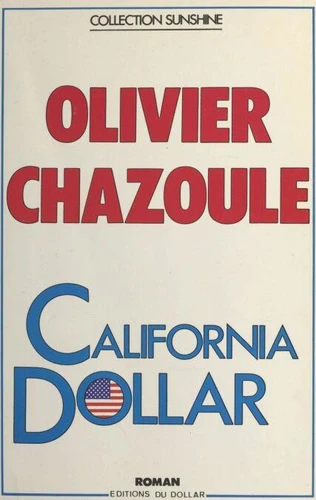 COLLECTION SUNSHINE
OLIVIER
CHAZOULE
CALIFORNIA
DOLLAR
ROMAN
EDITIONS DU DOLLAR